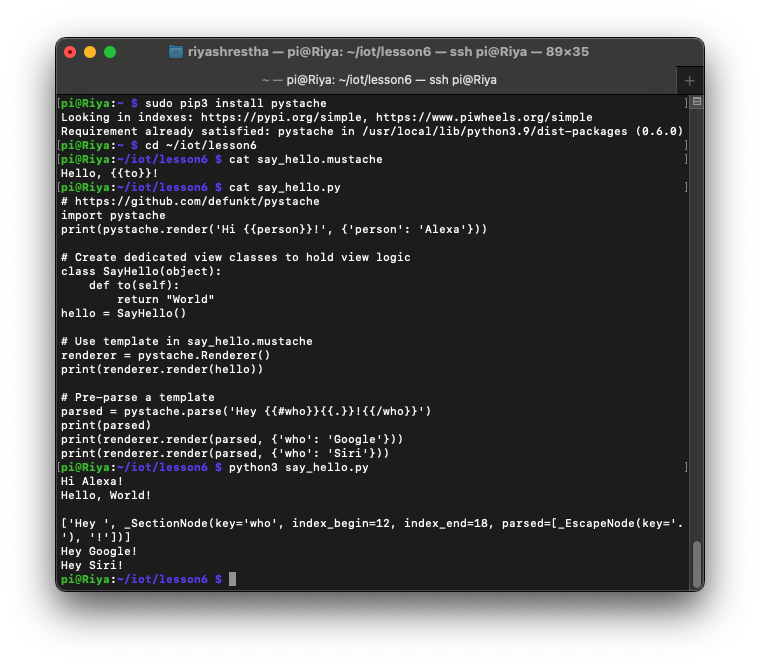 riyashrestha — pi@Riya: ~/iot/lesson6 — ssh pi@Riya — 89×35
~ — pi@Riya: ~/iot/lesson6 — ssh pi@Riya
+
[pi@Riya:~ $ sudo pip3 install pystache ]
Looking in indexes: https://pypi.org/simple, https://www.piwheels.org/simple
Requirement already satisfied: pystache in /usr/local/lib/python3.9/dist-packages (0.6.0)
[pi@Riya:~ $ cd ~/iot/lesson6 ]
[pi@Riya:~/iot/lesson6 $ cat say_hello.mustache ]
Hello, {{to}}!
[pi@Riya:~/iot/lesson6 $ cat say_hello.py ]
# https://github.com/defunkt/pystache
import pystache
print(pystache.render('Hi {{person}}!', {'person': 'Alexa'}))

# Create dedicated view classes to hold view logic
class SayHello(object):
    def to(self):
        return "World"
hello = SayHello()

# Use template in say_hello.mustache
renderer = pystache.Renderer()
print(renderer.render(hello))

# Pre-parse a template
parsed = pystache.parse('Hey {{#who}}{{.}}!{{/who}}')
print(parsed)
print(renderer.render(parsed, {'who': 'Google'}))
print(renderer.render(parsed, {'who': 'Siri'}))
[pi@Riya:~/iot/lesson6 $ python3 say_hello.py ]
Hi Alexa!
Hello, World!

['Hey ', _SectionNode(key='who', index_begin=12, index_end=18, parsed=[_EscapeNode(key='.
'), '!'])]
Hey Google!
Hey Siri!
pi@Riya:~/iot/lesson6 $